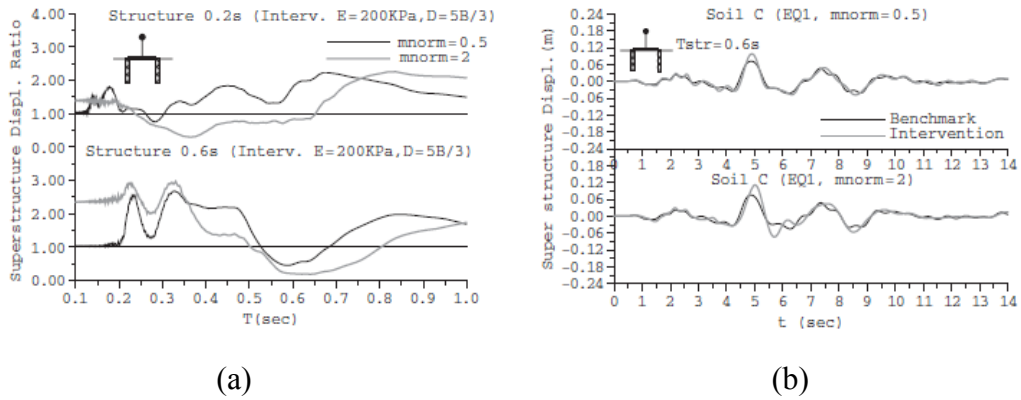 Structure 0.2s (Interv. E=200KPa,D=5B/3)
mnorm=0.5
mnorm=2
4.00
3.00
2.00
1.00
0.00
Structure 0.6s (Interv. E=200KPa,D=5B/3)
3.00
2.00
1.00
0.00
Superstructure Displ. Ratio
0.1 0.2 0.3 0.4 0.5 0.6 0.7 0.8 0.9 1.0
T(sec)
(a)
Soil C (EQ1, mnorm=0.5)
Tstr=0.6s
0.24
0.18
0.12
0.06
0.00
-0.06
-0.12
-0.18
-0.24
Benchmark
Intervention
0 1 2 3 4 5 6 7 8 9 10 11 12 13 14
Soil C (EQ1, mnorm=2)
0.18
0.12
0.06
0.00
-0.06
-0.12
-0.18
-0.24
Super structure Displ.(m)
0 1 2 3 4 5 6 7 8 9 10 11 12 13 14
t (sec)
(b)